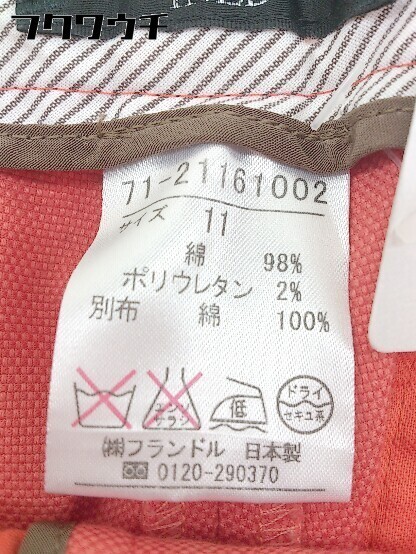 フクワウチ
71-21161002
サイズ 11
綿 98%
ポリウレタン 2%
別布 綿 100%
エンソ サラシ 低 ドライ セキユ系
㈱フランドル 日本製
0120-290370